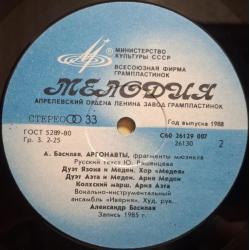 МИНИСТЕРСТВО
КУЛЬТУРЫ СССР
ВСЕСОЮЗНАЯ ФИРМА
ГРАМПЛАСТИНОК
МЕЛОДИЯ
АПРЕЛЕВСКИЙ ОРДЕНА ЛЕНИНА ЗАВОД ГРАМПЛАСТИНОК
СТЕРЕО 33
Год выпуска 1988
ГОСТ 5289-80
Гр. 3. 2-25
С60 26129 007
26130
2
А. Басилая. АРГОНАВТЫ, фрагменты мюзикла
Русский текст Ю. Ряшенцева
Дуэт Язона и Медеи. Хор «Медея»
Дуэт Аэта и Медеи. Ария Медеи
Колхский марш. Ария Аэта
Вокально-инструментальный
ансамбль «Иверия». Худ. рук.
Александр Басилая
Запись 1985 г.